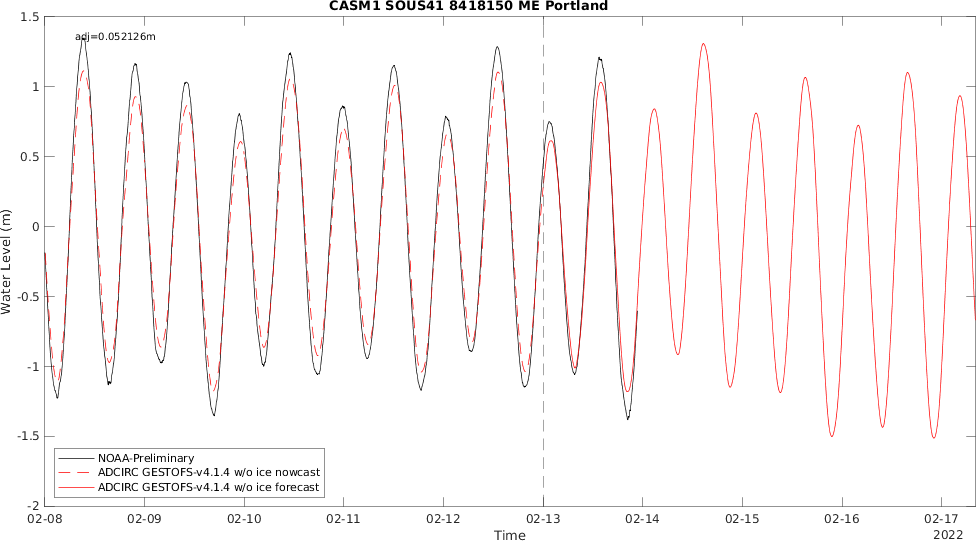 CASM1 SOUS41 8418150 ME Portland
adj=0.052126m
1.5
1
0.5
0
-0.5
-1
-1.5
-2
Water Level (m)
NOAA-Preliminary
ADCIRC GESTOFS-v4.1.4 w/o ice nowcast
ADCIRC GESTOFS-v4.1.4 w/o ice forecast
02-08 02-09 02-10 02-11 02-12 02-13 02-14 02-15 02-16 02-17
Time
2022